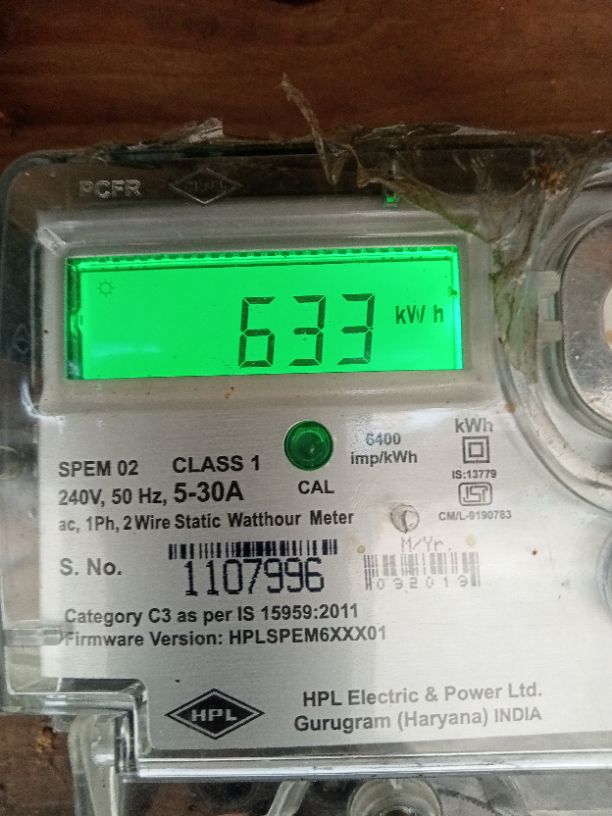 PCFR
633 kW h
6400
imp/kWh
kWh
SPEM 02 CLASS 1
240V, 50 Hz, 5-30A
CAL
IS:13779
ac, 1Ph, 2 Wire Static Watthour Meter
CM/L-9190783
M/Yr.
S. No.
1107996
092019
Category C3 as per IS 15959:2011
Firmware Version: HPLSPEM6XXX01
HPL
HPL Electric & Power Ltd.
Gurugram (Haryana) INDIA